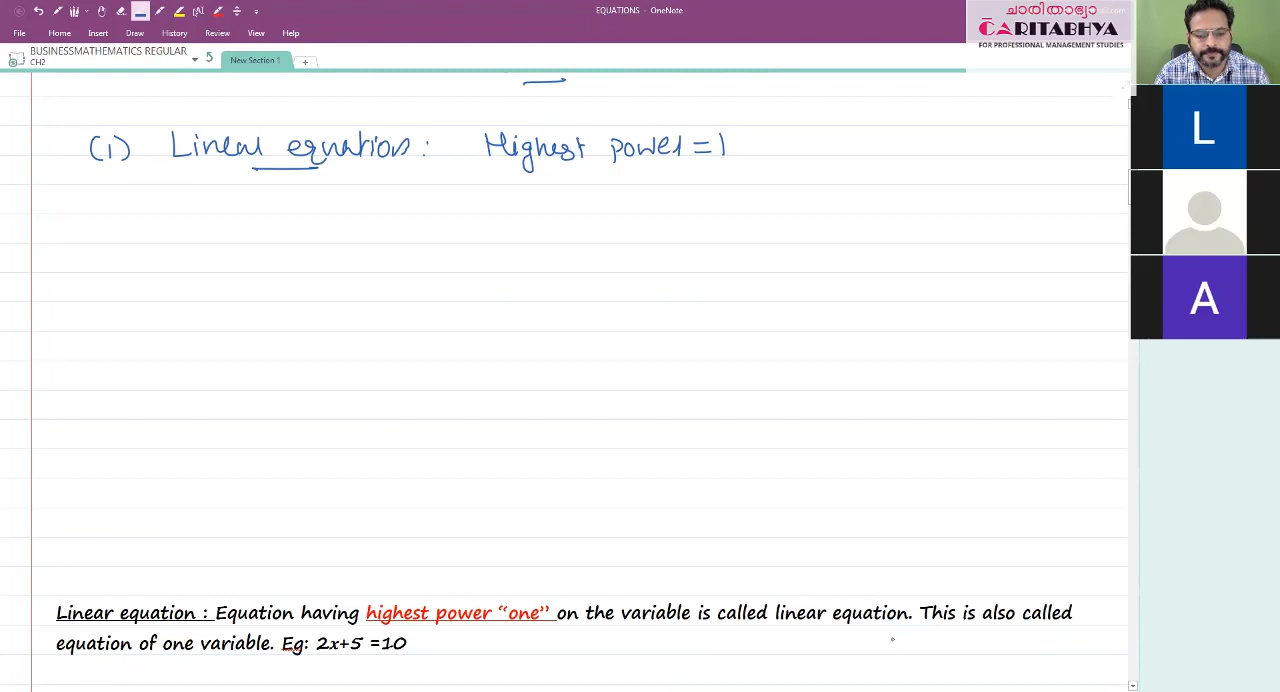 EQUATIONS - OneNote
File Home Insert Draw History Review View Help
ചാരിതാഭ്യാ
CARITABHYA
FOR PROFESSIONAL MANAGEMENT STUDIES
BUSINESSMATHEMATICS REGULAR
CH2
New Section 1
(1) Linear equation: Highest power = 1
L
A
Linear equation : Equation having highest power “one” on the variable is called linear equation. This is also called
equation of one variable. Eg: 2x+5 =10